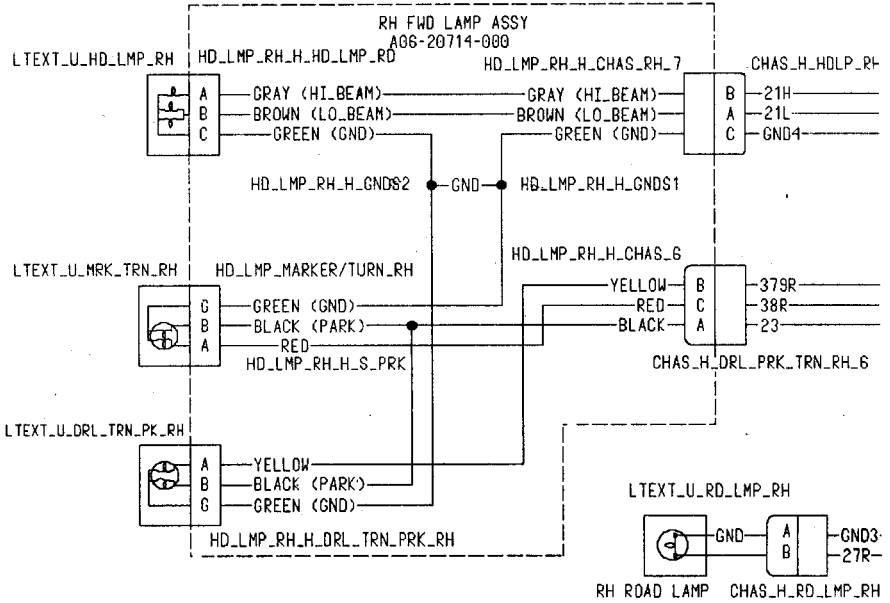 RH FWD LAMP ASSY
A06-20714-000
LTEXT_U_HD_LMP_RH
HD_LMP_RH_H_HD_LMP_RD
HD_LMP_RH_H_CHAS_RH_7
CHAS_H_HDLP_RH
A GRAY (HI_BEAM) GRAY (HI_BEAM) B 21H
B BROWN (LO_BEAM) BROWN (LO_BEAM) A 21L
C GREEN (GND) GREEN (GND) C GND4
HD_LMP_RH_H_GNDS2 GND HD_LMP_RH_H_GNDS1
HD_LMP_RH_H_CHAS_6
LTEXT_U_MRK_TRN_RH
HD_LMP_MARKER/TURN_RH
YELLOW B 379R
G GREEN (GND) RED C 38R
B BLACK (PARK) BLACK A 23
A RED
HD_LMP_RH_H_S_PRK
CHAS_H_DRL_PRK_TRN_RH_6
LTEXT_U_DRL_TRN_PK_RH
A YELLOW
B BLACK (PARK)
G GREEN (GND)
HD_LMP_RH_H_DRL_TRN_PRK_RH
LTEXT_U_RD_LMP_RH
GND A GND3
B 27R
RH ROAD LAMP
CHAS_H_RD_LMP_RH